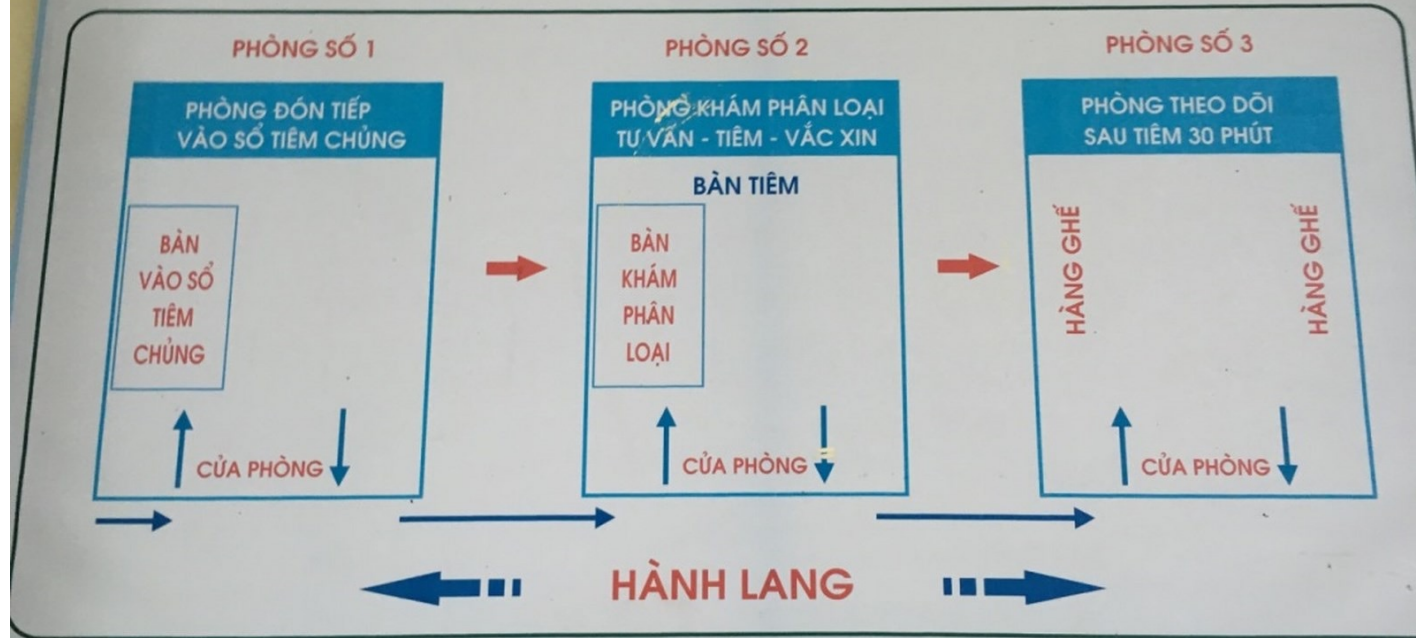 PHÒNG SỐ 1
PHÒNG ĐÓN TIẾP
VÀO SỔ TIÊM CHỦNG
BÀN
VÀO SỔ
TIÊM
CHỦNG
CỬA PHÒNG
PHÒNG SỐ 2
PHÒNG KHÁM PHÂN LOẠI
TƯ VẤN - TIÊM - VẮC XIN
BÀN TIÊM
BÀN
KHÁM
PHÂN
LOẠI
CỬA PHÒNG
PHÒNG SỐ 3
PHÒNG THEO DÕI
SAU TIÊM 30 PHÚT
HÀNG GHẾ
HÀNG GHẾ
CỬA PHÒNG
HÀNH LANG